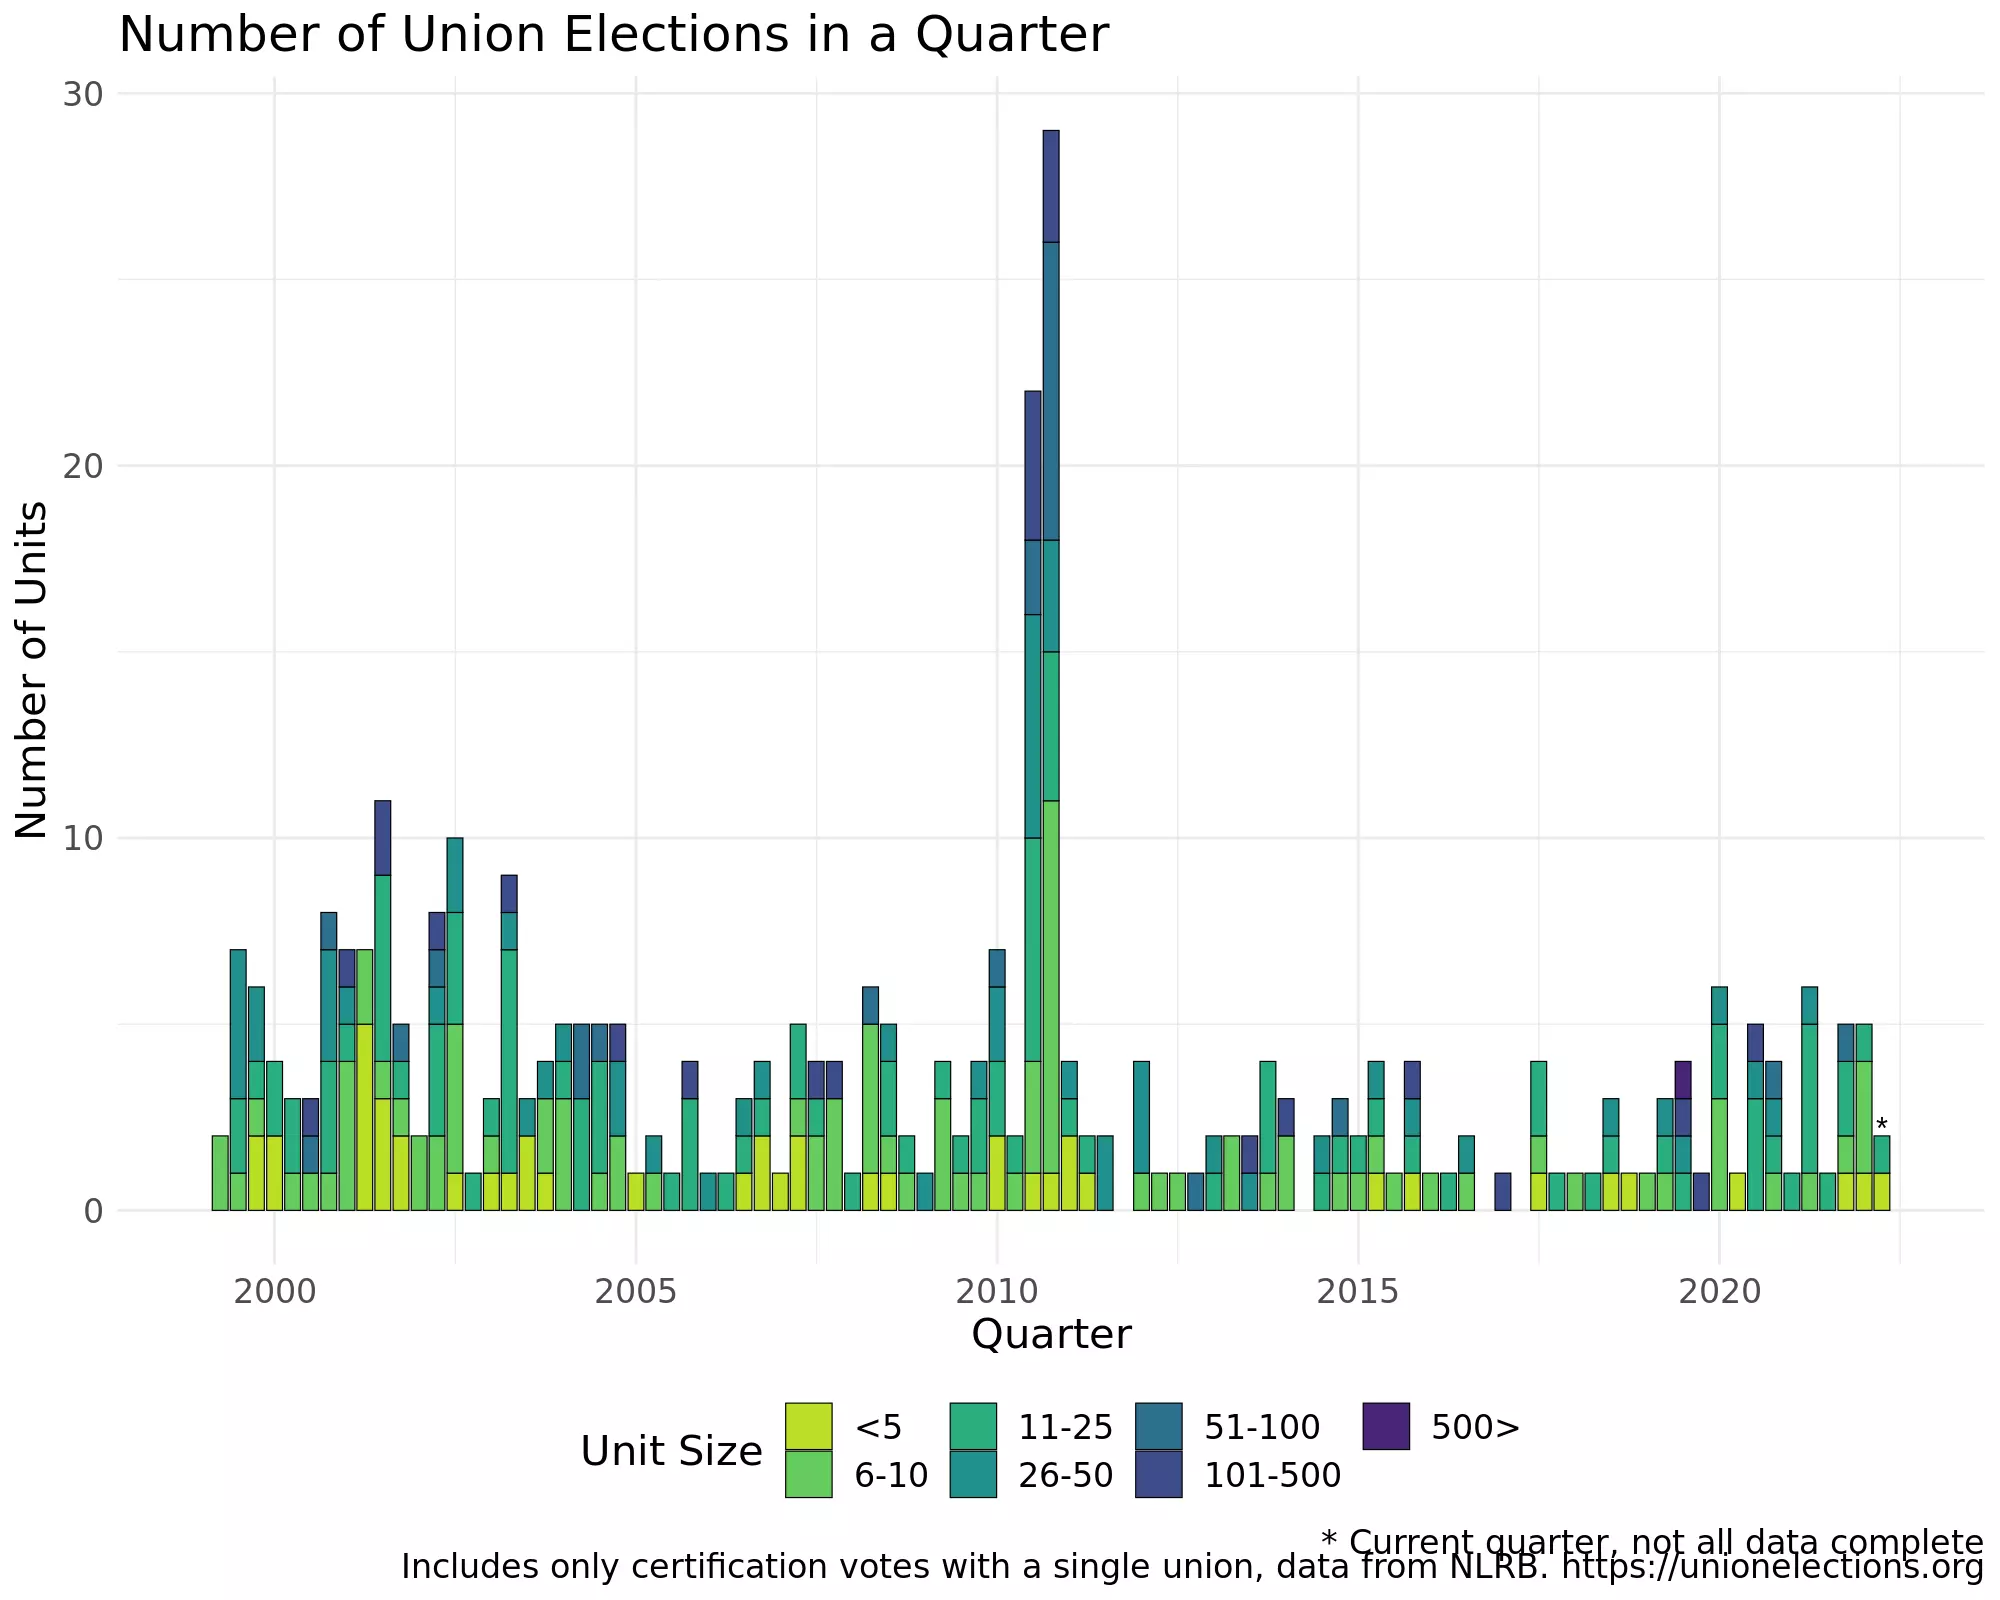 Number of Union Elections in a Quarter
Number of Units
30
20
10
0
*
2000 2005 2010 2015 2020
Quarter
Unit Size
<5 11-25 51-100 500>
6-10 26-50 101-500
* Current quarter, not all data complete
Includes only certification votes with a single union, data from NLRB. https://unionelections.org